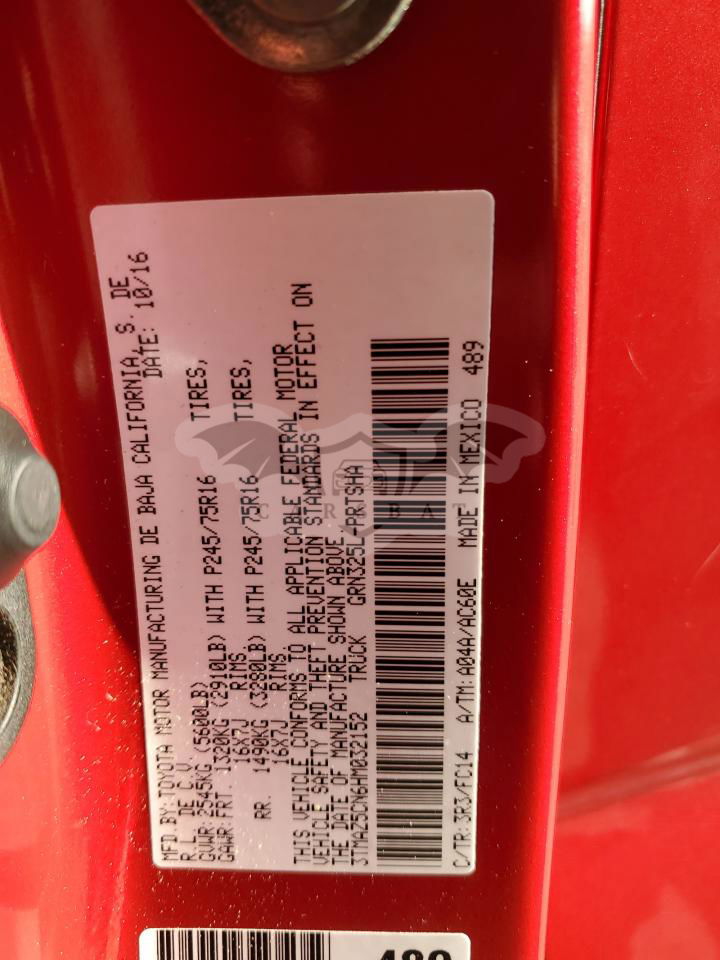 MFD.BY:TOYOTA MOTOR MANUFACTURING DE BAJA CALIFORNIA, S. DE
R.L. DE C.V. DATE: 10/16
GVWR:2545KG (5600LB)
GAWR:FRT. 1320KG (2910LB) WITH P245/75R16 TIRES,
16X7J RIMS
RR. 1490KG (3280LB) WITH P245/75R16 TIRES,
16X7J RIMS
THIS VEHICLE CONFORMS TO ALL APPLICABLE FEDERAL MOTOR
VEHICLE SAFETY AND THEFT PREVENTION STANDARDS IN EFFECT ON
THE DATE OF MANUFACTURE SHOWN ABOVE.
3TMAZ5CN6HM032152 TRUCK GRN325L-PRTSHA
C/TR:3R3/FC14 A/TM:A04A/AC60E MADE IN MEXICO 489
CARBAT
489